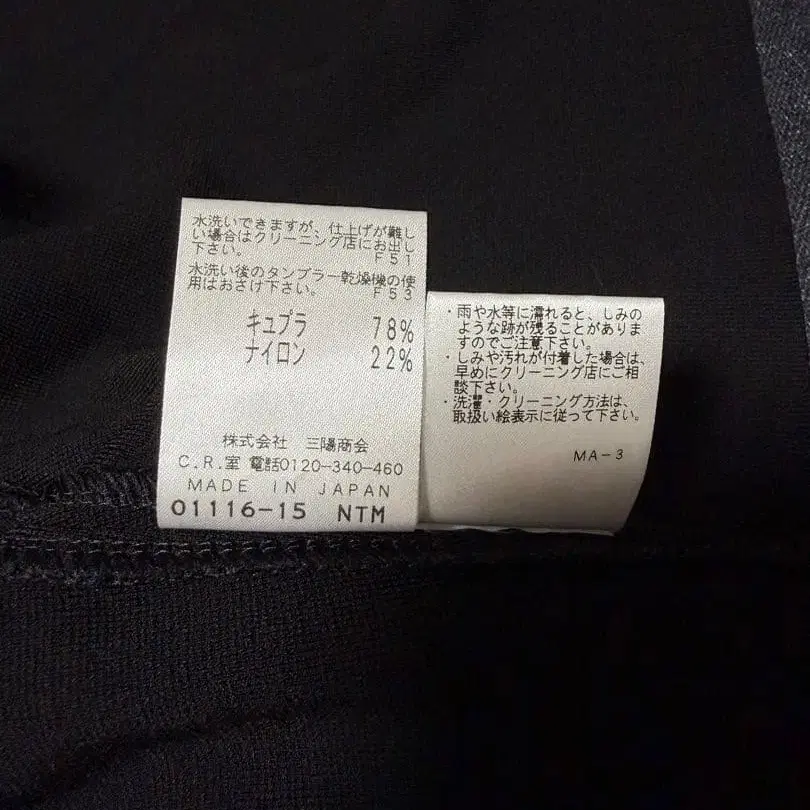 水洗いできますが、仕上げが難し
い場合はクリーニング店にお出し
下さい。 F51
水洗い後のタンブラー乾燥機の使
用はおさけ下さい。 F53
キュプラ 78%
ナイロン 22%
株式会社 三陽商会
C.R.室 電話0120-340-460
MADE IN JAPAN
01116-15 NTM
・雨や水等に濡れると、しみの
ような跡が残ることがありま
すのでご注意下さい。
・しみや汚れが付着した場合は、
早めにクリーニング店にご相
談下さい。
・洗濯・クリーニング方法は、
取扱い絵表示に従って下さい。
MA-3